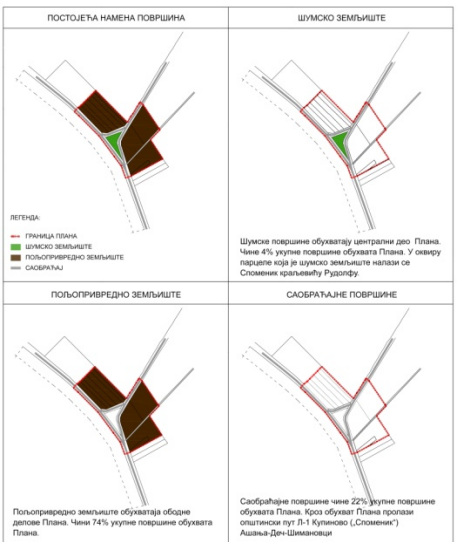 ПОСТОЈЕЋА НАМЕНА ПОВРШИНА
ШУМСКО ЗЕМЉИШТЕ
ЛЕГЕНДА:
ГРАНИЦА ПЛАНА
ШУМСКО ЗЕМЉИШТЕ
ПОЉОПРИВРЕДНО ЗЕМЉИШТЕ
САОБРАЋАЈ
Шумске површине обухватају централни део Плана.
Чине 4% укупне површине обухвата Плана. У оквиру
парцеле која је шумско земљиште налази се
Споменик краљевићу Рудолфу.
ПОЉОПРИВРЕДНО ЗЕМЉИШТЕ
САОБРАЋАЈНЕ ПОВРШИНЕ
Пољопривредно земљиште обухватаја ободне
делове Плана. Чини 74% укупне површине обухвата
Плана.
Саобраћајне површине чине 22% укупне површине
обухвата Плана. Кроз обухват Плана пролази
општински пут Л-1 Купиново („Споменик“)
Ашања-Деч-Шимановци